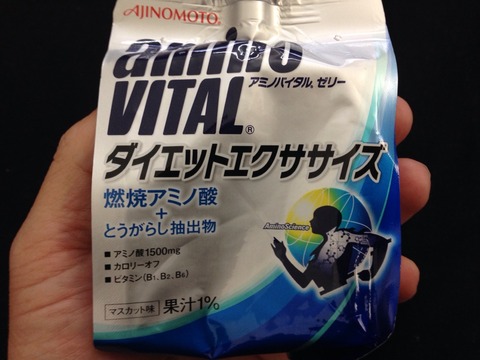 AJINOMOTO®
amino
VITAL®
アミノバイタル®ゼリー
ダイエットエクササイズ
燃焼アミノ酸
+
とうがらし抽出物
AminoScience
■アミノ酸1500mg
■カロリーオフ
■ビタミン(B1、B2、B6)
マスカット味 果汁1%